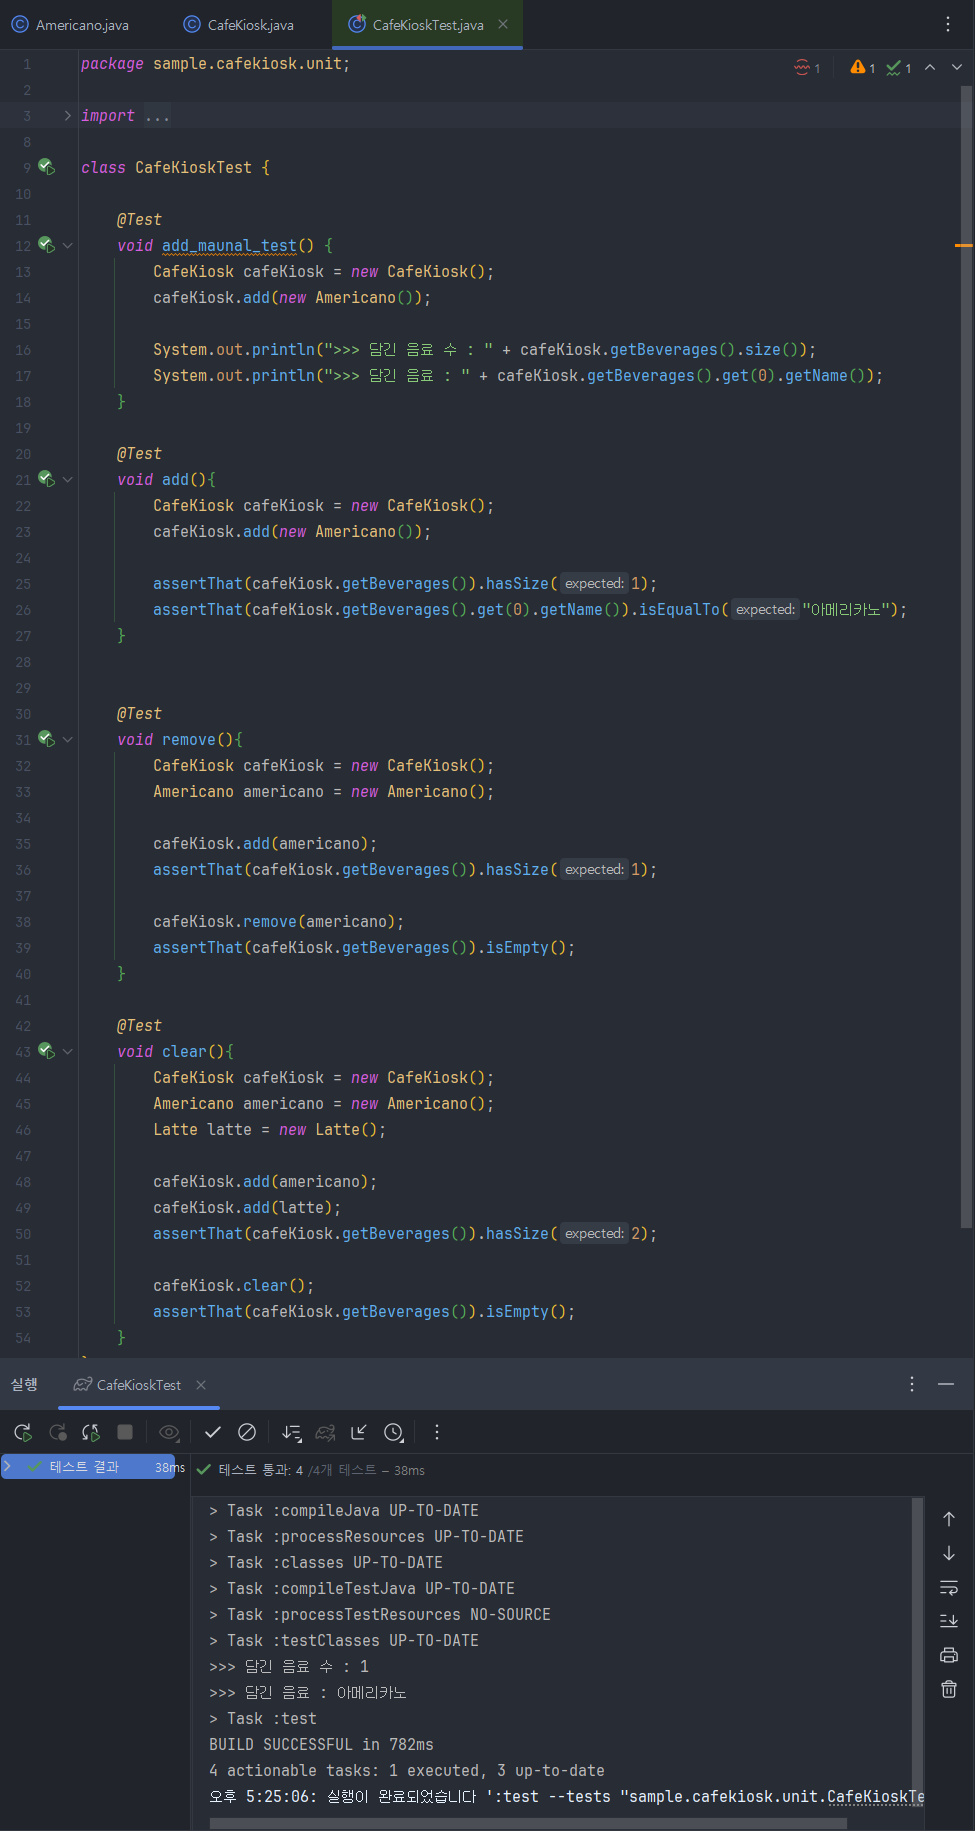 Americano.java CafeKiosk.java CafeKioskTest.java
1 package sample.cafekiosk.unit; 1 1 1
2
3 import ...
8
9 class CafeKioskTest {
10
11 @Test
12 void add_maunal_test() {
13 CafeKiosk cafeKiosk = new CafeKiosk();
14 cafeKiosk.add(new Americano());
15
16 System.out.println(">>> 담긴 음료 수 : " + cafeKiosk.getBeverages().size());
17 System.out.println(">>> 담긴 음료 : " + cafeKiosk.getBeverages().get(0).getName());
18 }
19
20 @Test
21 void add(){
22 CafeKiosk cafeKiosk = new CafeKiosk();
23 cafeKiosk.add(new Americano());
24
25 assertThat(cafeKiosk.getBeverages()).hasSize( expected: 1);
26 assertThat(cafeKiosk.getBeverages().get(0).getName()).isEqualTo( expected: "아메리카노");
27 }
28
29
30 @Test
31 void remove(){
32 CafeKiosk cafeKiosk = new CafeKiosk();
33 Americano americano = new Americano();
34
35 cafeKiosk.add(americano);
36 assertThat(cafeKiosk.getBeverages()).hasSize( expected: 1);
37
38 cafeKiosk.remove(americano);
39 assertThat(cafeKiosk.getBeverages()).isEmpty();
40 }
41
42 @Test
43 void clear(){
44 CafeKiosk cafeKiosk = new CafeKiosk();
45 Americano americano = new Americano();
46 Latte latte = new Latte();
47
48 cafeKiosk.add(americano);
49 cafeKiosk.add(latte);
50 assertThat(cafeKiosk.getBeverages()).hasSize( expected: 2);
51
52 cafeKiosk.clear();
53 assertThat(cafeKiosk.getBeverages()).isEmpty();
54 }
실행 CafeKioskTest
테스트 결과 38ms 테스트 통과: 4 /4개 테스트 – 38ms
> Task :compileJava UP-TO-DATE
> Task :processResources UP-TO-DATE
> Task :classes UP-TO-DATE
> Task :compileTestJava UP-TO-DATE
> Task :processTestResources NO-SOURCE
> Task :testClasses UP-TO-DATE
>>> 담긴 음료 수 : 1
>>> 담긴 음료 : 아메리카노
> Task :test
BUILD SUCCESSFUL in 782ms
4 actionable tasks: 1 executed, 3 up-to-date
오후 5:25:06: 실행이 완료되었습니다 ':test --tests "sample.cafekiosk.unit.CafeKioskTe